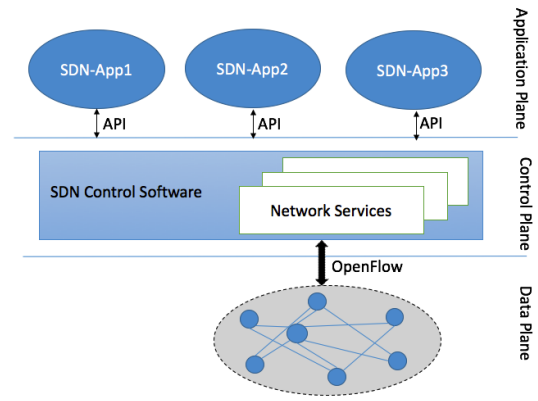 SDN-App1
SDN-App2
SDN-App3
API
API
API
Application Plane
SDN Control Software
Network Services
Control Plane
OpenFlow
Data Plane